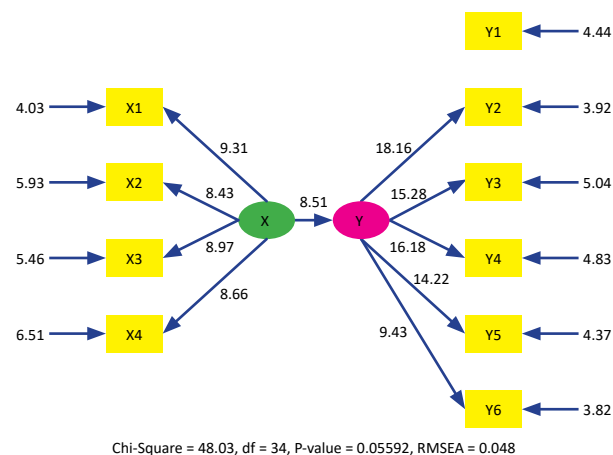 Y1
4.44
4.03
X1
Y2
3.92
9.31
18.16
5.93
X2
Y3
5.04
8.43
15.28
8.51
X
Y
8.97
16.18
5.46
X3
Y4
4.83
8.66
14.22
6.51
X4
9.43
Y5
4.37
Y6
3.82
Chi-Square = 48.03, df = 34, P-value = 0.05592, RMSEA = 0.048